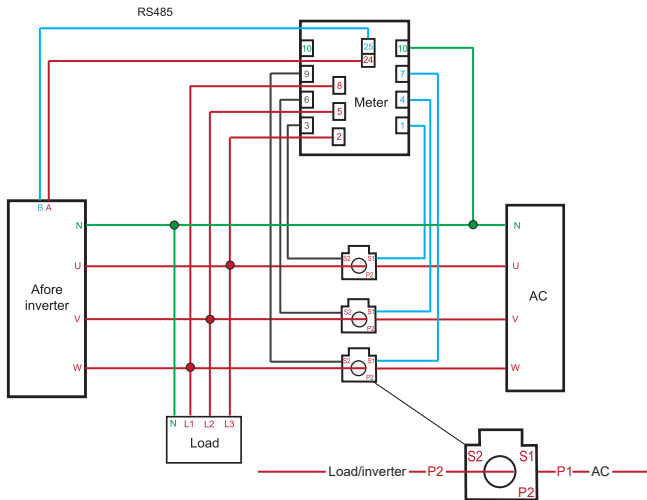 RS485
10 25 10
24
9 7
8
6 Meter 4
5
3 1
2
B A
N N
S2 S1
U P2 U
Afore
inverter
AC
S2 S1
V P2 V
S2 S1
W P2 W
N L1 L2 L3
Load
S2 S1
Load/inverter P2 P1 AC
P2